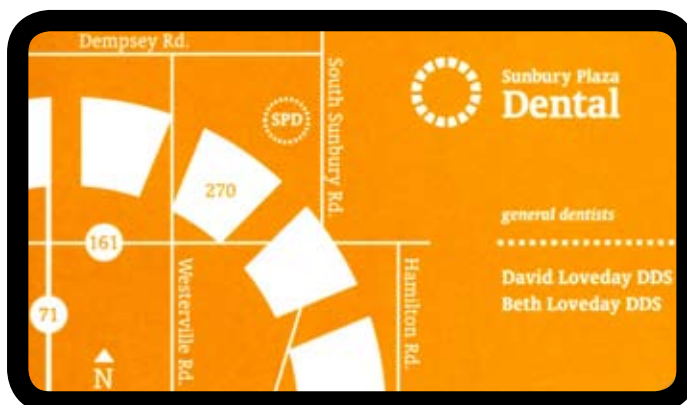 Dempsey Rd.
South Sunbury Rd.
SPD
270
161
Westerville Rd.
Hamilton Rd.
71
N
Sunbury Plaza
Dental
general dentists
David Loveday DDS
Beth Loveday DDS